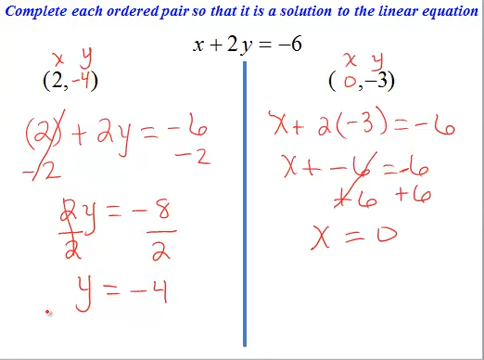 Complete each ordered pair so that it is a solution to the linear equation
x + 2y = −6
x y
(2, -4)
(2) + 2y = -6
-2 -2
2y = -8
2 2
y = -4
x y
( 0, −3)
x + 2(-3) = -6
x + -6 = -6
+6 +6
x = 0